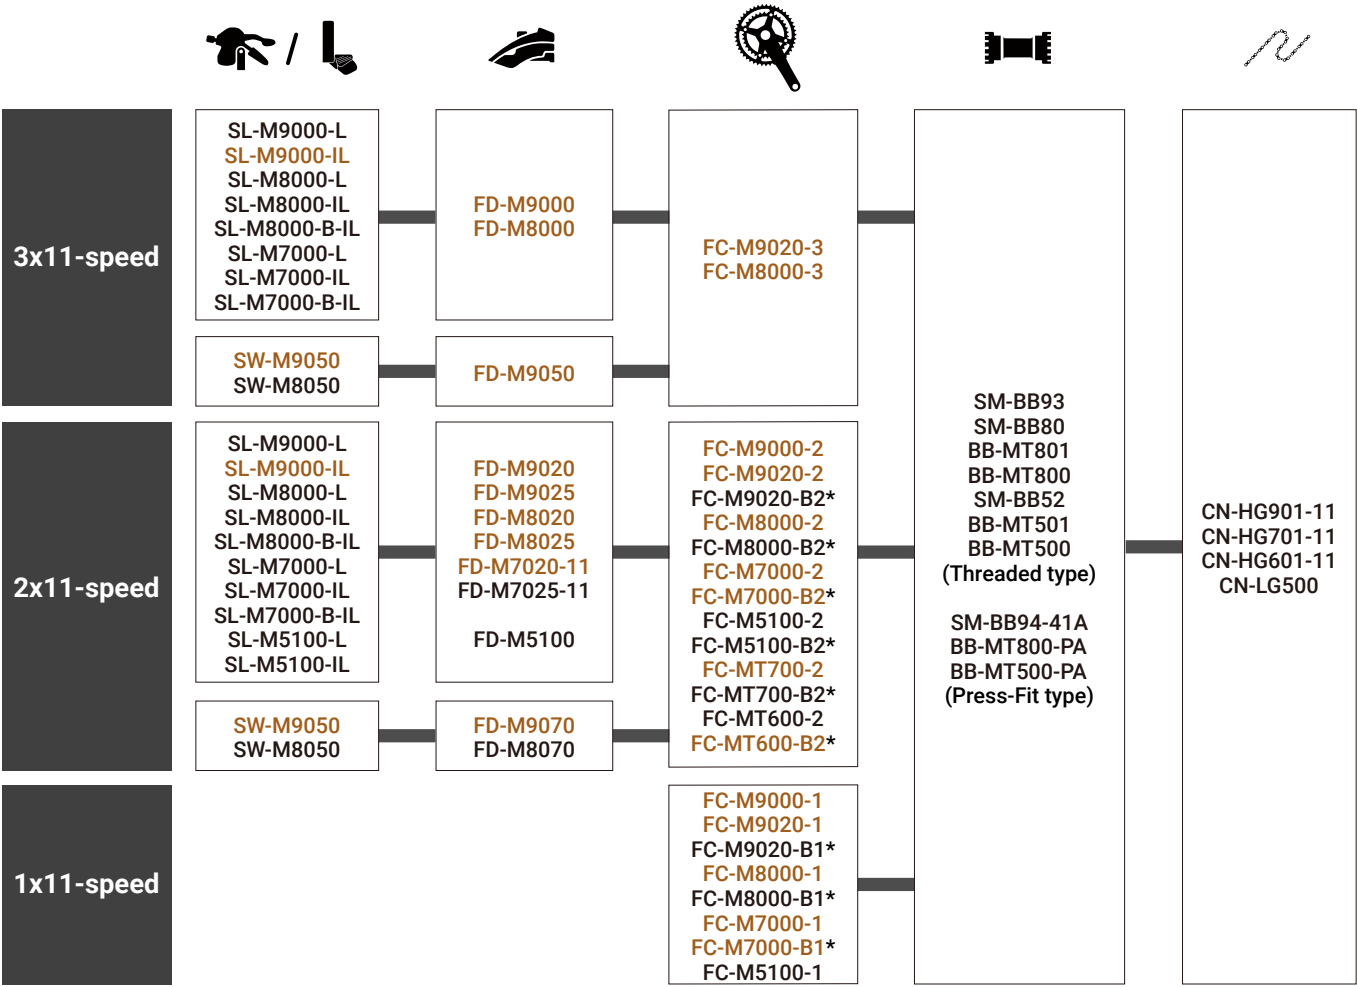 3x11-speed
SL-M9000-L
SL-M9000-IL
SL-M8000-L
SL-M8000-IL
SL-M8000-B-IL
SL-M7000-L
SL-M7000-IL
SL-M7000-B-IL
FD-M9000
FD-M8000
SW-M9050
SW-M8050
FD-M9050
FC-M9020-3
FC-M8000-3
2x11-speed
SL-M9000-L
SL-M9000-IL
SL-M8000-L
SL-M8000-IL
SL-M8000-B-IL
SL-M7000-L
SL-M7000-IL
SL-M7000-B-IL
SL-M5100-L
SL-M5100-IL
FD-M9020
FD-M9025
FD-M8020
FD-M8025
FD-M7020-11
FD-M7025-11
FD-M5100
SW-M9050
SW-M8050
FD-M9070
FD-M8070
FC-M9000-2
FC-M9020-2
FC-M9020-B2*
FC-M8000-2
FC-M8000-B2*
FC-M7000-2
FC-M7000-B2*
FC-M5100-2
FC-M5100-B2*
FC-MT700-2
FC-MT700-B2*
FC-MT600-2
FC-MT600-B2*
1x11-speed
FC-M9000-1
FC-M9020-1
FC-M9020-B1*
FC-M8000-1
FC-M8000-B1*
FC-M7000-1
FC-M7000-B1*
FC-M5100-1
SM-BB93
SM-BB80
BB-MT801
BB-MT800
SM-BB52
BB-MT501
BB-MT500
(Threaded type)
SM-BB94-41A
BB-MT800-PA
BB-MT500-PA
(Press-Fit type)
CN-HG901-11
CN-HG701-11
CN-HG601-11
CN-LG500